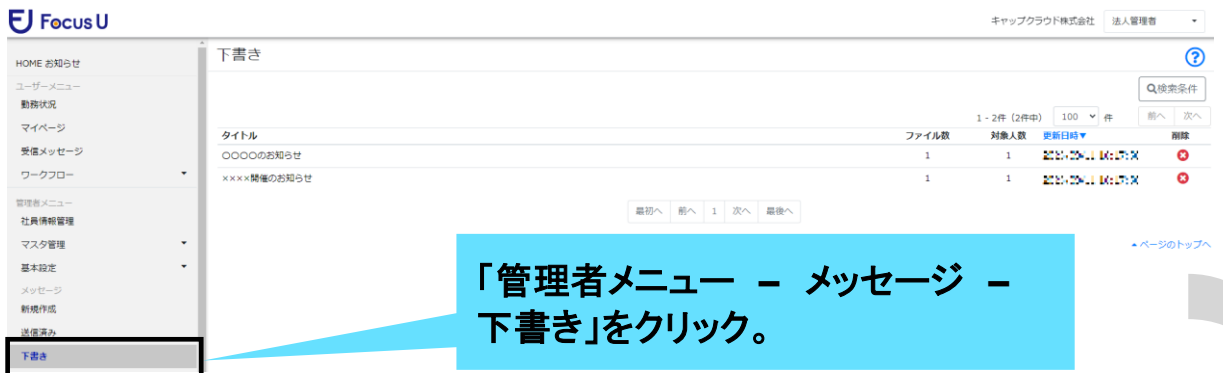 Focus U
キャップクラウド株式会社 法人管理者
HOME お知らせ
ユーザーメニュー
勤務状況
マイページ
受信メッセージ
ワークフロー
管理者メニュー
社員情報管理
マスタ管理
基本設定
メッセージ
新規作成
送信済み
下書き
下書き
検索条件
1 - 2件 (2件中) 100 件 前へ 次へ
タイトル ファイル数 対象人数 更新日時▼ 削除
〇〇〇〇のお知らせ 1 1
××××開催のお知らせ 1 1
最初へ 前へ 1 次へ 最後へ
ページのトップへ
「管理者メニュー － メッセージ －
下書き」をクリック。